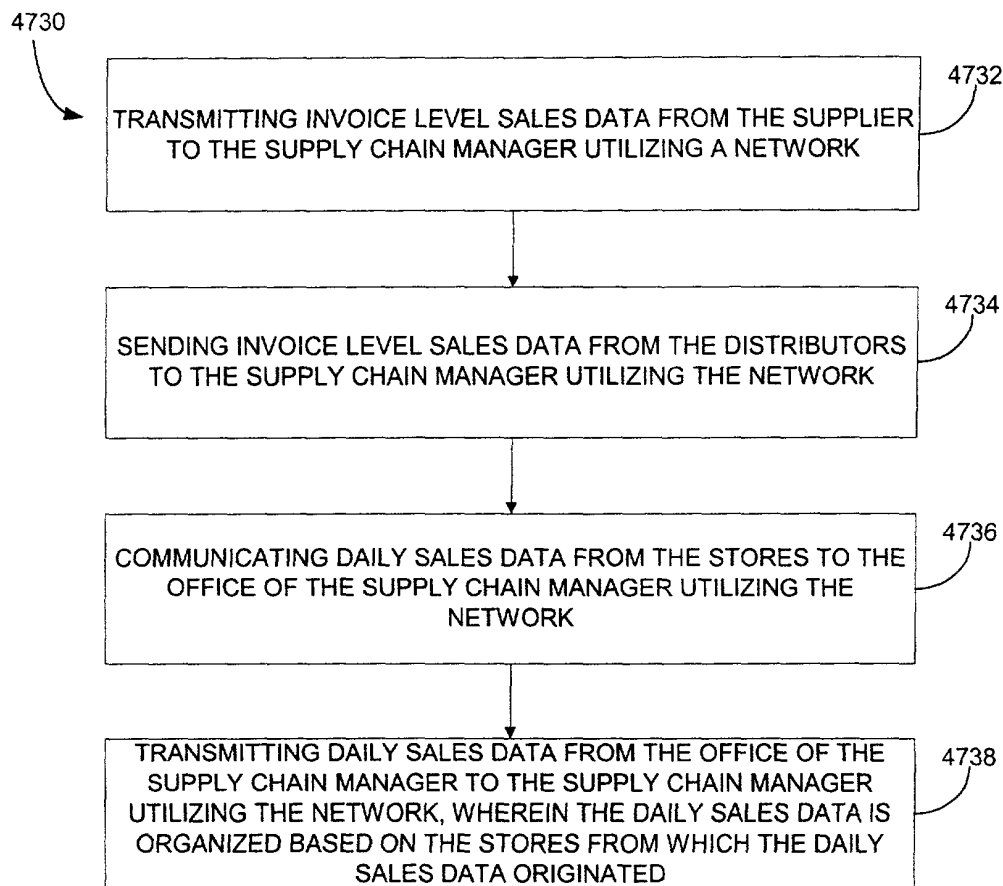 4730
4732
TRANSMITTING INVOICE LEVEL SALES DATA FROM THE SUPPLIER
TO THE SUPPLY CHAIN MANAGER UTILIZING A NETWORK
4734
SENDING INVOICE LEVEL SALES DATA FROM THE DISTRIBUTORS
TO THE SUPPLY CHAIN MANAGER UTILIZING THE NETWORK
4736
COMMUNICATING DAILY SALES DATA FROM THE STORES TO THE
OFFICE OF THE SUPPLY CHAIN MANAGER UTILIZING THE
NETWORK
4738
TRANSMITTING DAILY SALES DATA FROM THE OFFICE OF THE
SUPPLY CHAIN MANAGER TO THE SUPPLY CHAIN MANAGER
UTILIZING THE NETWORK, WHEREIN THE DAILY SALES DATA IS
ORGANIZED BASED ON THE STORES FROM WHICH THE DAILY
SALES DATA ORIGINATED